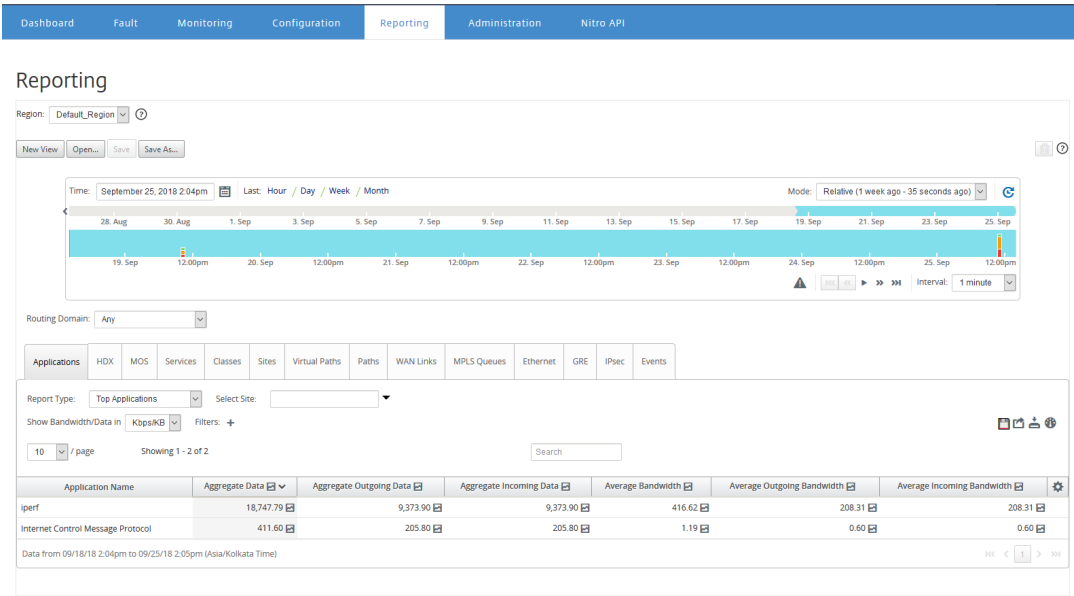 Dashboard Fault Monitoring Configuration Reporting Administration Nitro API
Reporting
Region: Default_Region ?
New View Open... Save Save As... ?
Time: September 25, 2018 2:04pm Last: Hour / Day / Week / Month Mode: Relative (1 week ago - 35 seconds ago)
28. Aug 30. Aug 1. Sep 3. Sep 5. Sep 7. Sep 9. Sep 11. Sep 13. Sep 15. Sep 17. Sep 19. Sep 21. Sep 23. Sep 25. Sep
19. Sep 12:00pm 20. Sep 12:00pm 21. Sep 12:00pm 22. Sep 12:00pm 23. Sep 12:00pm 24. Sep 12:00pm 25. Sep 12:00pm
Interval: 1 minute
Routing Domain: Any
Applications HDX MOS Services Classes Sites Virtual Paths Paths WAN Links MPLS Queues Ethernet GRE IPsec Events
Report Type: Top Applications Select Site:
Show Bandwidth/Data in Kbps/KB Filters: +
10 / page Showing 1 - 2 of 2 Search
Application Name Aggregate Data Aggregate Outgoing Data Aggregate Incoming Data Average Bandwidth Average Outgoing Bandwidth Average Incoming Bandwidth
iperf 18,747.79 9,373.90 9,373.90 416.62 208.31 208.31
Internet Control Message Protocol 411.60 205.80 205.80 1.19 0.60 0.60
Data from 09/18/18 2:04pm to 09/25/18 2:05pm (Asia/Kolkata Time) 1